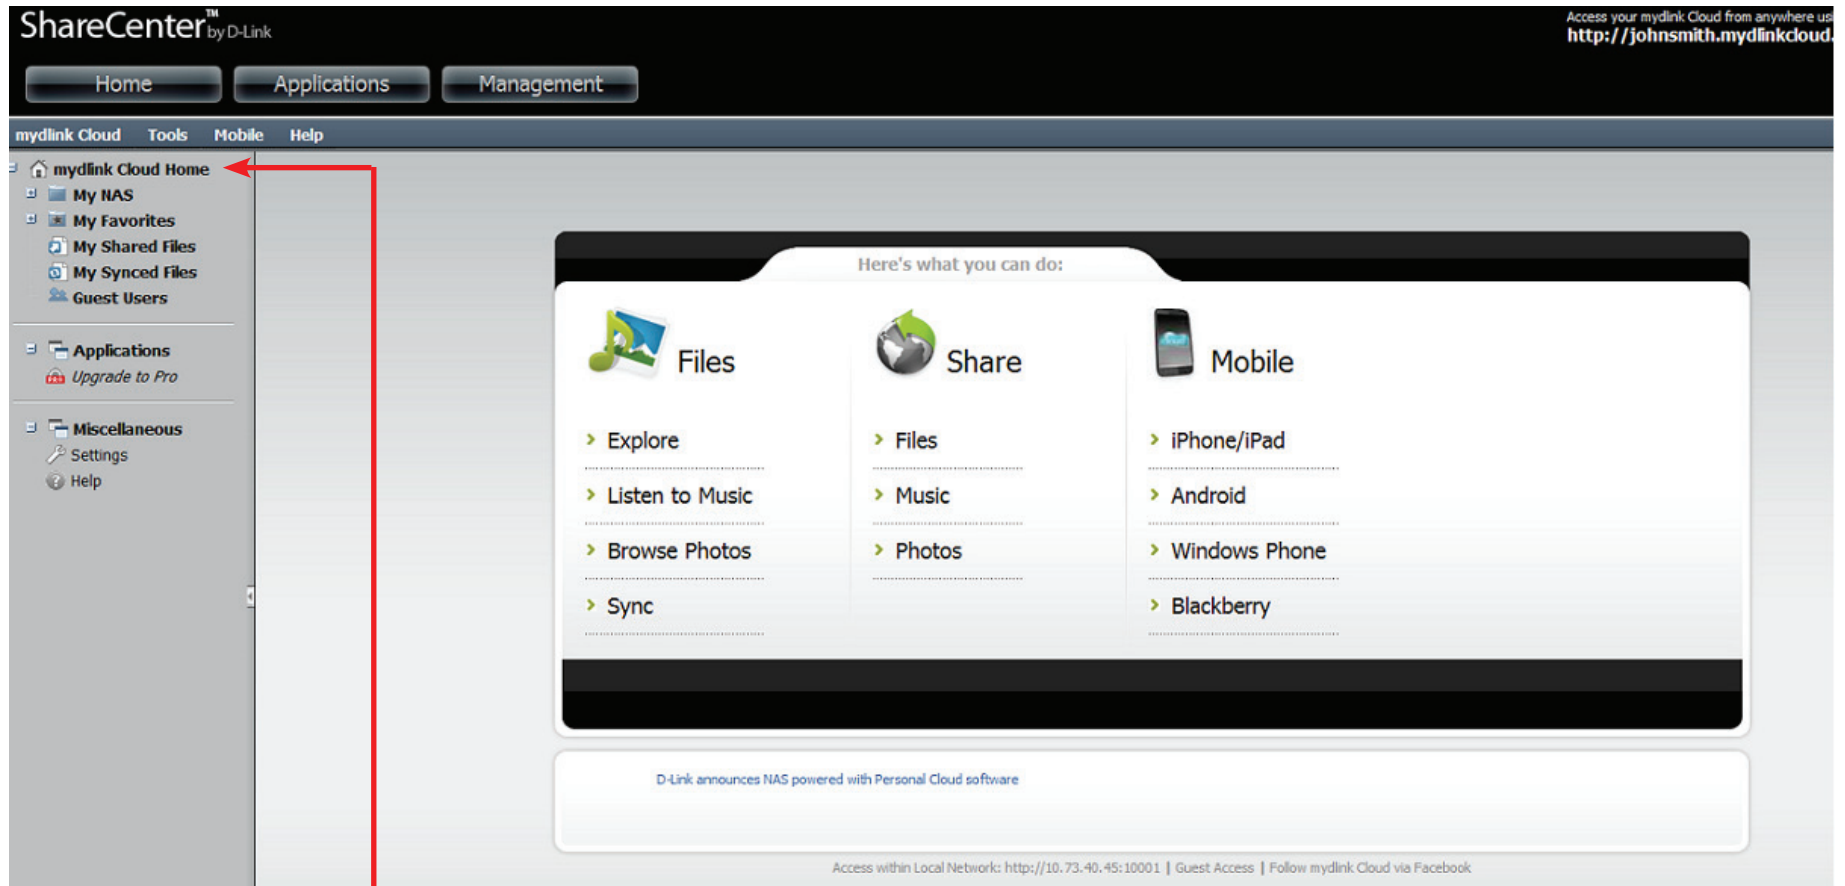 ShareCenter™ by D-Link
Access your mydlink Cloud from anywhere
http://johnsmith.mydlinkcloud.
Home Applications Management
mydlink Cloud Tools Mobile Help
mydlink Cloud Home
My NAS
My Favorites
My Shared Files
My Synced Files
Guest Users
Applications
Upgrade to Pro
Miscellaneous
Settings
Help
Here's what you can do:
Files
Explore
Listen to Music
Browse Photos
Sync
Share
Files
Music
Photos
Mobile
iPhone/iPad
Android
Windows Phone
Blackberry
D-Link announces NAS powered with Personal Cloud software
Access within Local Network: http://10.73.40.45:10001 | Guest Access | Follow mydlink Cloud via Facebook